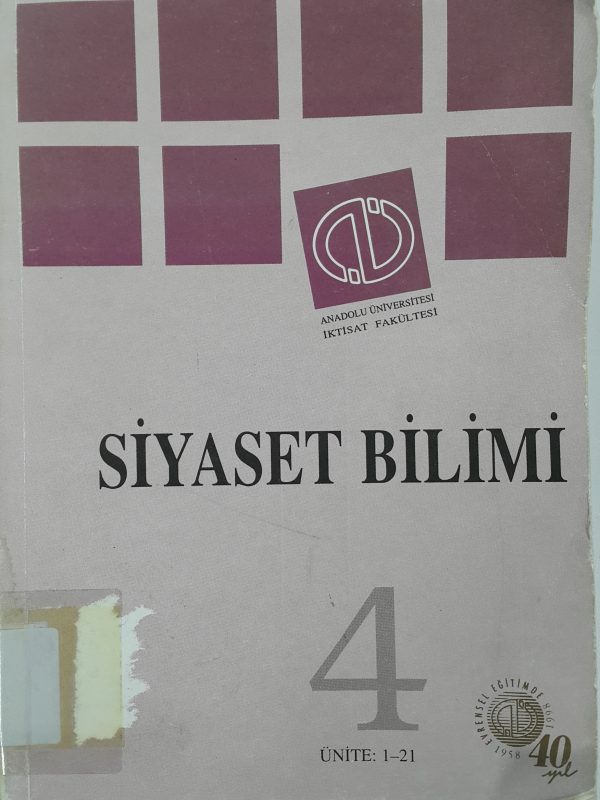 ANADOLU ÜNİVERSİTESİ
İKTİSAT FAKÜLTESİ
SİYASET BİLİMİ
4
ÜNİTE: 1–21
EVRENSEL EĞİTİMDE
1958 1998
40
yıl